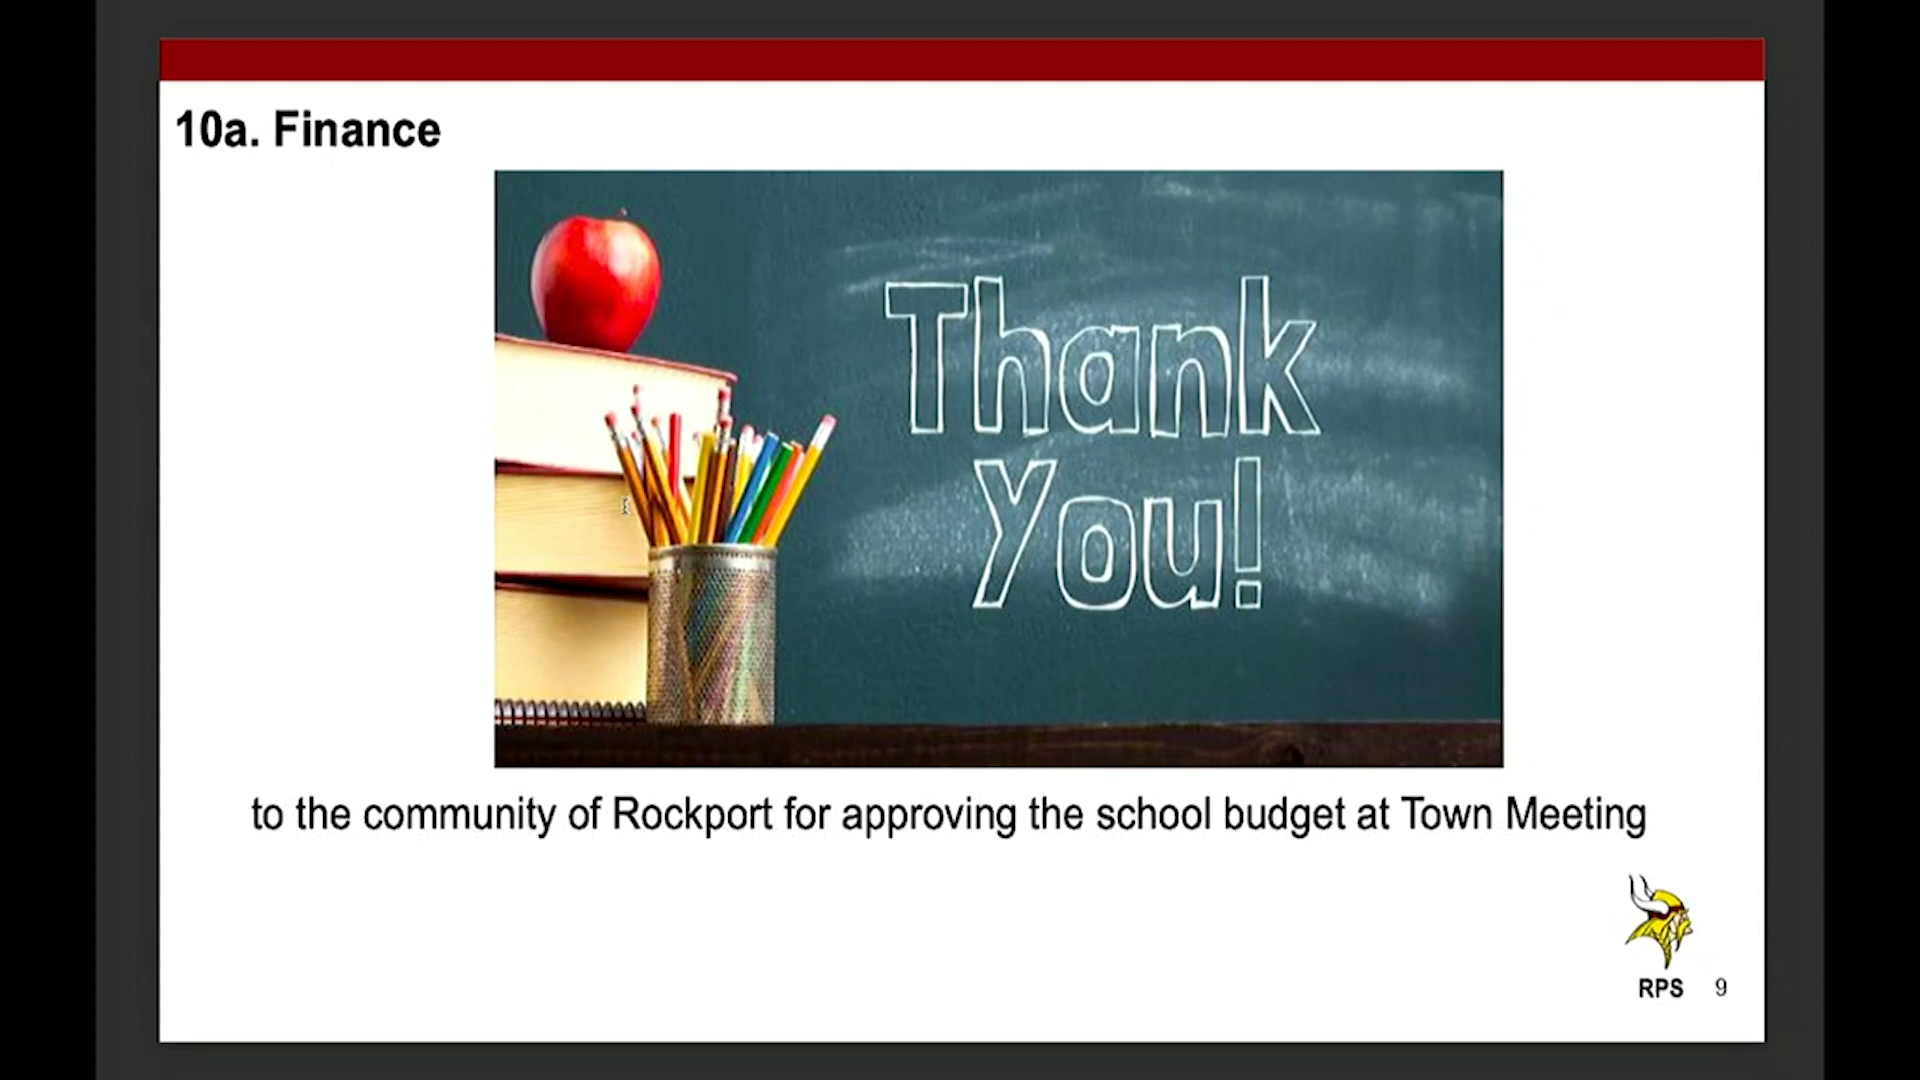 10a. Finance
Thank
You!
to the community of Rockport for approving the school budget at Town Meeting
RPS 9